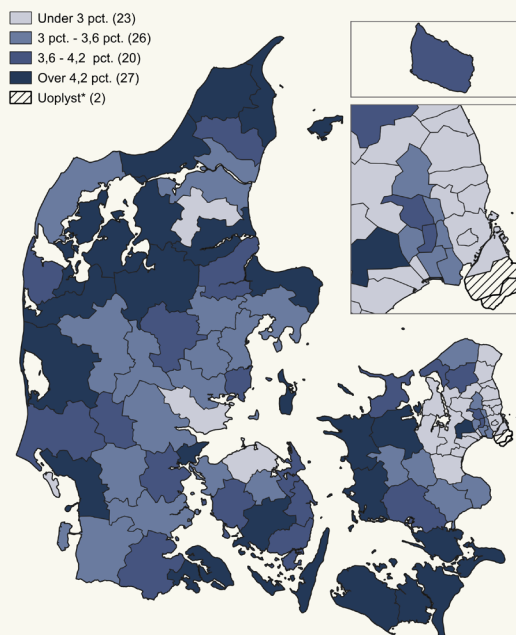 Under 3 pct. (23)
3 pct. - 3,6 pct. (26)
3,6 - 4,2 pct. (20)
Over 4,2 pct. (27)
Uoplyst* (2)